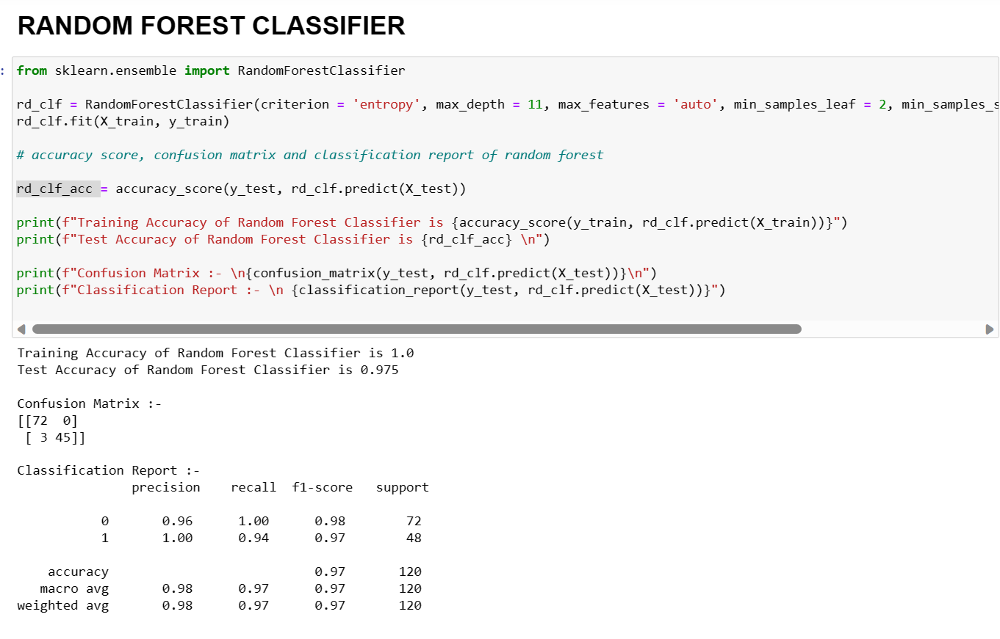 RANDOM FOREST CLASSIFIER
:
from sklearn.ensemble import RandomForestClassifier
rd_clf = RandomForestClassifier(criterion = 'entropy', max_depth = 11, max_features = 'auto', min_samples_leaf = 2, min_samples_s
rd_clf.fit(X_train, y_train)
# accuracy score, confusion matrix and classification report of random forest
rd_clf_acc = accuracy_score(y_test, rd_clf.predict(X_test))
print(f"Training Accuracy of Random Forest Classifier is {accuracy_score(y_train, rd_clf.predict(X_train))}")
print(f"Test Accuracy of Random Forest Classifier is {rd_clf_acc} \n")
print(f"Confusion Matrix :- \n{confusion_matrix(y_test, rd_clf.predict(X_test))}\n")
print(f"Classification Report :- \n {classification_report(y_test, rd_clf.predict(X_test))}")
Training Accuracy of Random Forest Classifier is 1.0
Test Accuracy of Random Forest Classifier is 0.975
Confusion Matrix :-
[[72  0]
 [ 3 45]]
Classification Report :-
               precision    recall  f1-score   support
           0       0.96      1.00      0.98        72
           1       1.00      0.94      0.97        48
    accuracy                           0.97       120
   macro avg       0.98      0.97      0.97       120
weighted avg       0.98      0.97      0.97       120